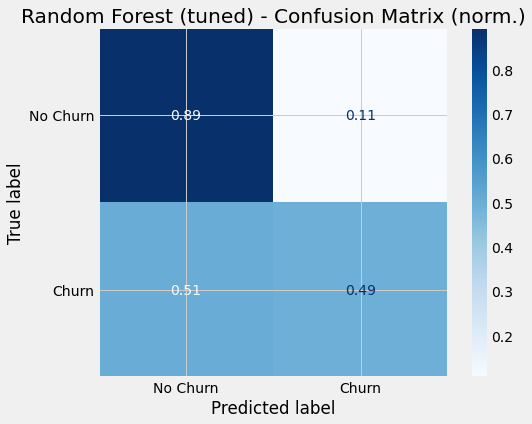 Random Forest (tuned) - Confusion Matrix (norm.)
No Churn
0.89
0.11
Churn
0.51
0.49
No Churn
Churn
True label
Predicted label
0.8
0.7
0.6
0.5
0.4
0.3
0.2